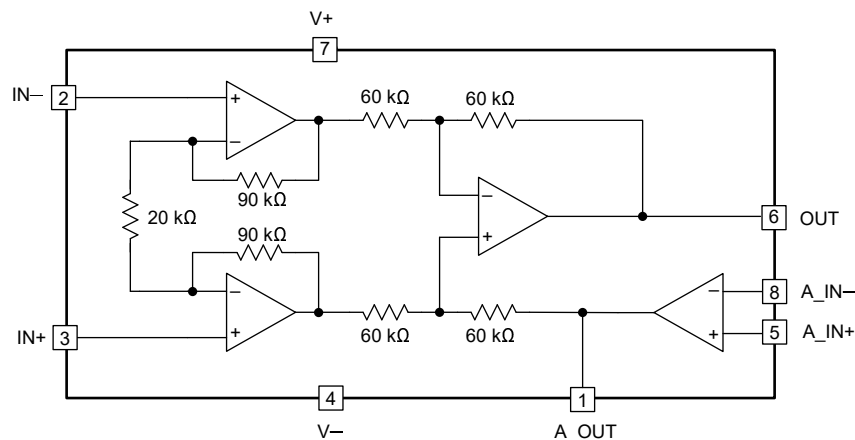 V+
7
IN– 2
60 kΩ 60 kΩ
+
–
90 kΩ
20 kΩ
–
+
6 OUT
90 kΩ
–
+
– 8 A_IN–
+ 5 A_IN+
IN+ 3
60 kΩ 60 kΩ
4
V–
1
A_OUT